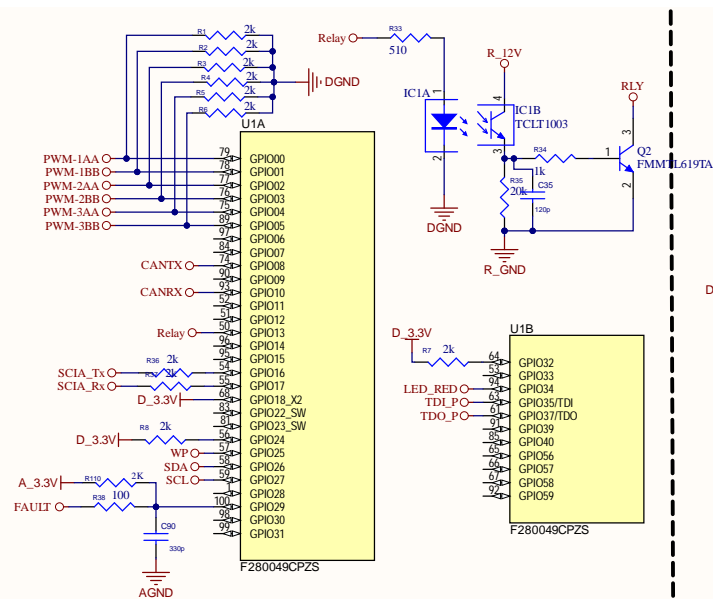 R1 2k
R2 2k
R3 2k
R4 2k
R5 2k
R6 2k
DGND
Relay
R33
510
R_12V
IC1A
1
2
DGND
4
IC1B
TCLT1003
3
R34
1k
R35
20k
C35
120p
R_GND
RLY
3
1
Q2
FMMTL619TA
2
D
U1A
PWM-1AA 79 GPIO00
PWM-1BB 78 GPIO01
PWM-2AA 77 GPIO02
PWM-2BB 76 GPIO03
PWM-3AA 75 GPIO04
PWM-3BB 89 GPIO05
97 GPIO06
84 GPIO07
CANTX 74 GPIO08
90 GPIO09
CANRX 93 GPIO10
52 GPIO11
51 GPIO12
Relay 50 GPIO13
96 GPIO14
95 GPIO15
SCIA_Tx R36 2k 54 GPIO16
SCIA_Rx 2k 55 GPIO17
D_3.3V 68 GPIO18_X2
83 GPIO22_SW
81 GPIO23_SW
D_3.3V R8 2k 56 GPIO24
WP 57 GPIO25
SDA 58 GPIO26
SCL 59 GPIO27
1 GPIO28
A_3.3V R110 2K
FAULT R38 100 100 GPIO29
98 GPIO30
99 GPIO31
C90
330p
AGND
F280049CPZS
U1B
D_3.3V
R7 2k 64 GPIO32
53 GPIO33
LED_RED 94 GPIO34
TDI_P 63 GPIO35/TDI
TDO_P 61 GPIO37/TDO
91 GPIO39
85 GPIO40
65 GPIO56
66 GPIO57
67 GPIO58
92 GPIO59
F280049CPZS